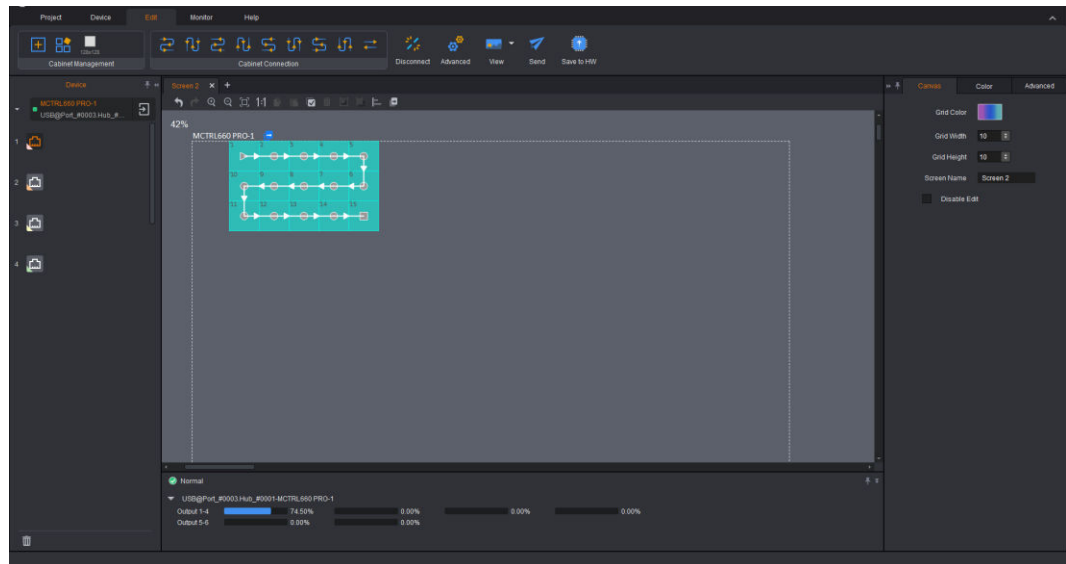 Project Device Edit Monitor Help
128x128
Cabinet Management
Cabinet Connection
Disconnect Advanced View Send Save to HW
Device
Screen 2 × +
Canvas Color Advanced
MCTRL660 PRO-1
USB@Port_#0003.Hub_#...
1
2
3
4
1:1
42%
MCTRL660 PRO-1
1 2 3 4 5
10 9 8 7 6
11 12 13 14 15
Grid Color
Grid Width 10
Grid Height 10
Screen Name Screen 2
Disable Edit
Normal
USB@Port_#0003.Hub_#0001-MCTRL660 PRO-1
Output 1-4 74.50% 0.00% 0.00% 0.00%
Output 5-6 0.00% 0.00%